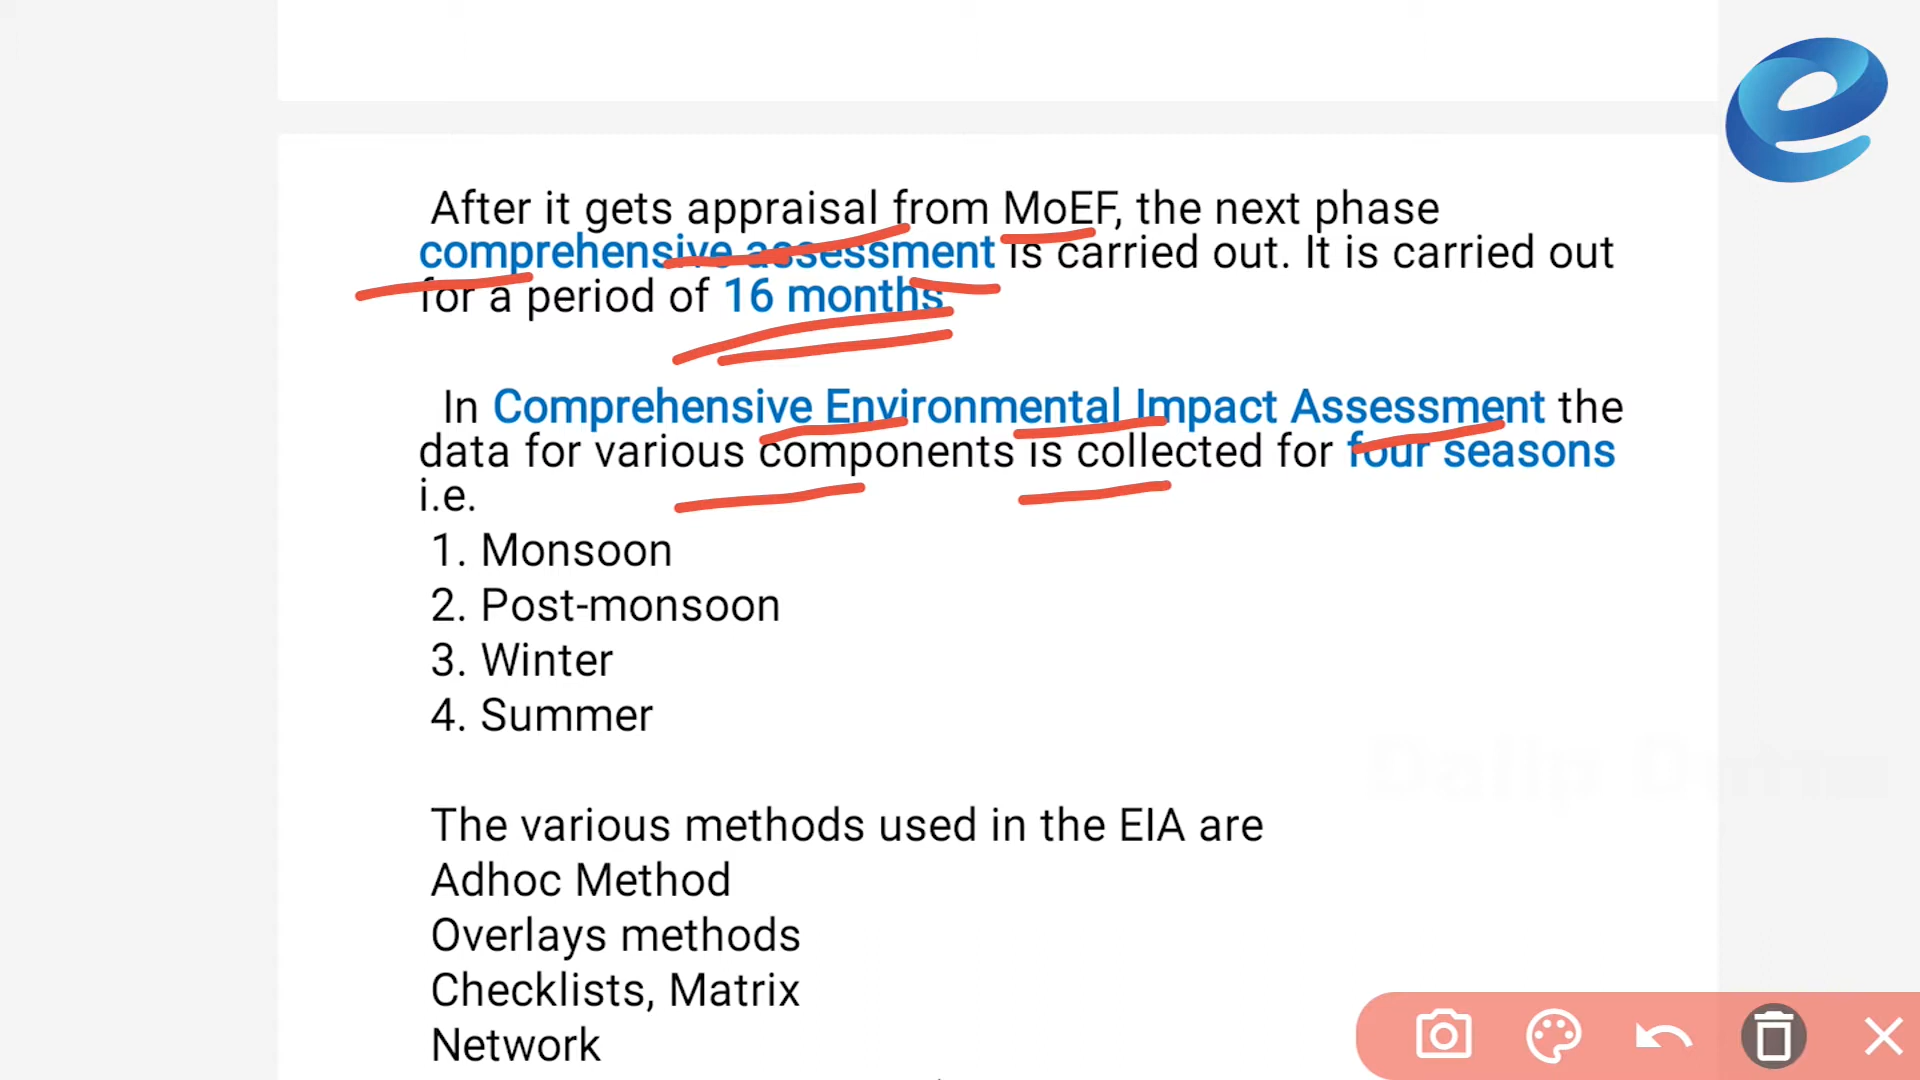 After it gets appraisal from MoEF, the next phase
comprehensive assessment is carried out. It is carried out
for a period of 16 months
In Comprehensive Environmental Impact Assessment the
data for various components is collected for four seasons
i.e.
1. Monsoon
2. Post-monsoon
3. Winter
4. Summer
The various methods used in the EIA are
Adhoc Method
Overlays methods
Checklists, Matrix
Network